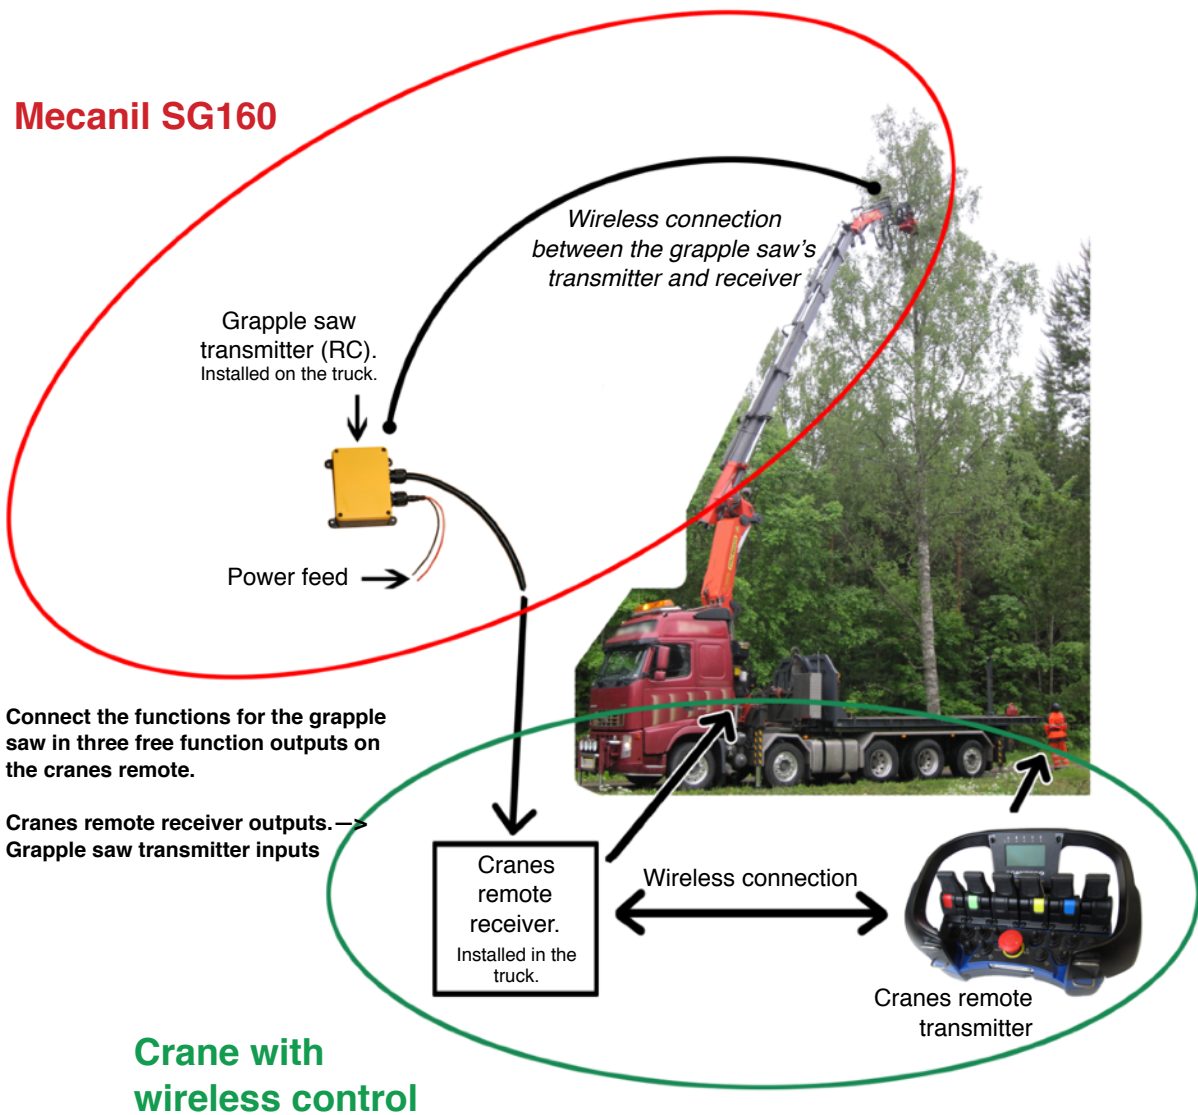 Mecanil SG160
Wireless connection
between the grapple saw's
transmitter and receiver
Grapple saw
transmitter (RC).
Installed on the truck.
Power feed
Connect the functions for the grapple
saw in three free function outputs on
the cranes remote.
Cranes remote receiver outputs.—>
Grapple saw transmitter inputs
Cranes
remote
receiver.
Installed in the
truck.
Wireless connection
Cranes remote
transmitter
Crane with
wireless control